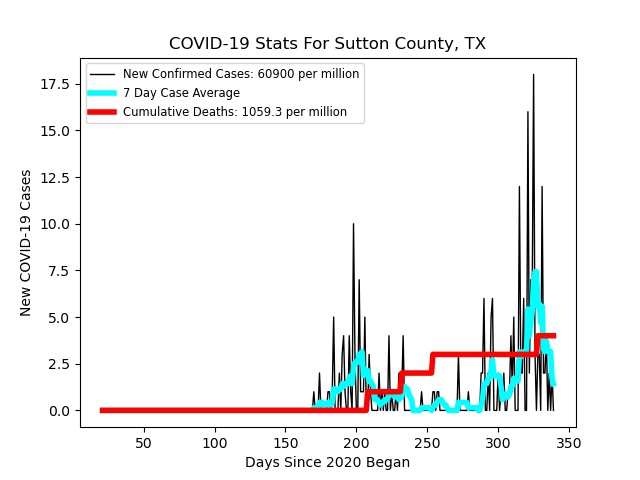 COVID-19 Stats For Sutton County, TX
New Confirmed Cases: 60900 per million
7 Day Case Average
Cumulative Deaths: 1059.3 per million
New COVID-19 Cases
17.5
15.0
12.5
10.0
7.5
5.0
2.5
0.0
50 100 150 200 250 300 350
Days Since 2020 Began